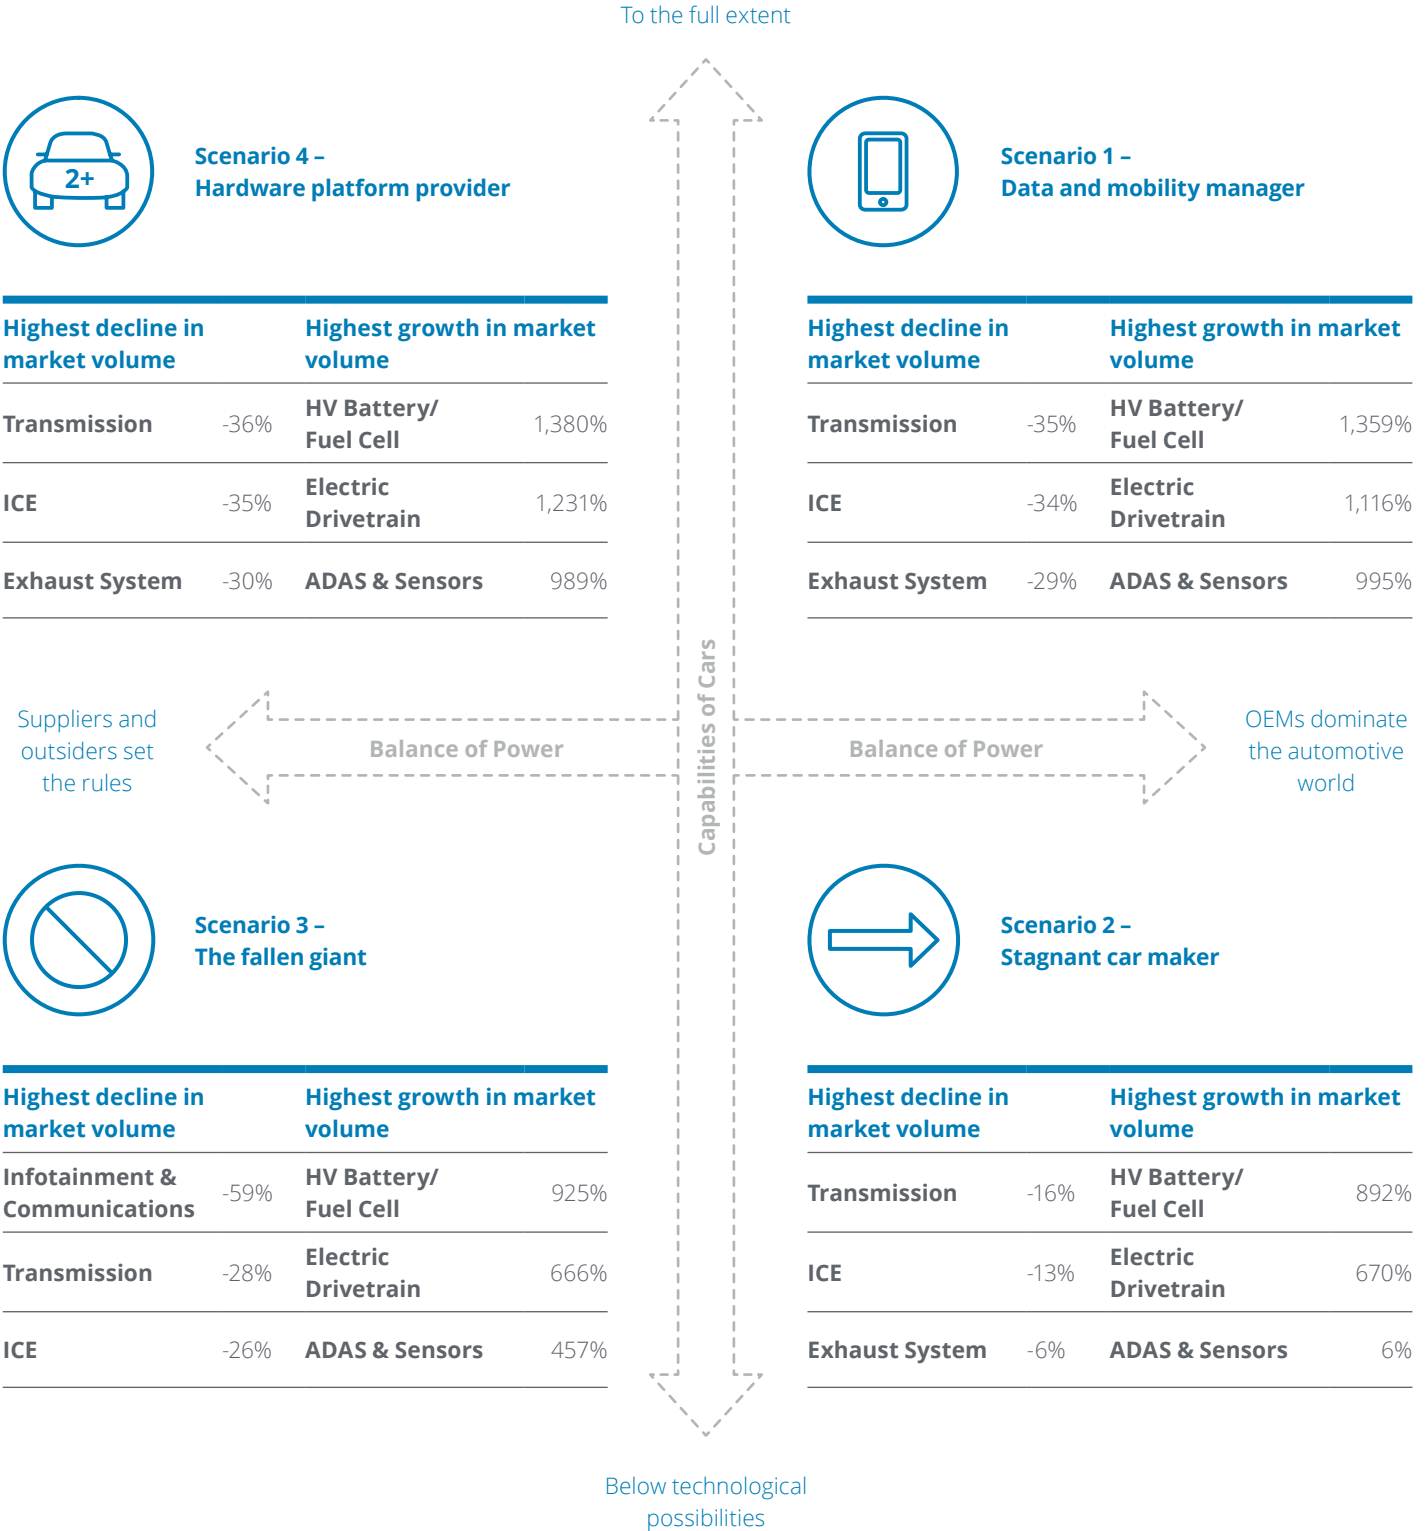 To the full extent
2+
Scenario 4 –
Hardware platform provider
Highest decline in
market volume
Highest growth in market
volume
Transmission -36% HV Battery/
Fuel Cell 1,380%
ICE -35% Electric
Drivetrain 1,231%
Exhaust System -30% ADAS & Sensors 989%
Scenario 1 –
Data and mobility manager
Highest decline in
market volume
Highest growth in market
volume
Transmission -35% HV Battery/
Fuel Cell 1,359%
ICE -34% Electric
Drivetrain 1,116%
Exhaust System -29% ADAS & Sensors 995%
Suppliers and
outsiders set
the rules
Balance of Power
Capabilities of Cars
Balance of Power
OEMs dominate
the automotive
world
Scenario 3 –
The fallen giant
Highest decline in
market volume
Highest growth in market
volume
Infotainment &
Communications -59% HV Battery/
Fuel Cell 925%
Transmission -28% Electric
Drivetrain 666%
ICE -26% ADAS & Sensors 457%
Scenario 2 –
Stagnant car maker
Highest decline in
market volume
Highest growth in market
volume
Transmission -16% HV Battery/
Fuel Cell 892%
ICE -13% Electric
Drivetrain 670%
Exhaust System -6% ADAS & Sensors 6%
Below technological
possibilities